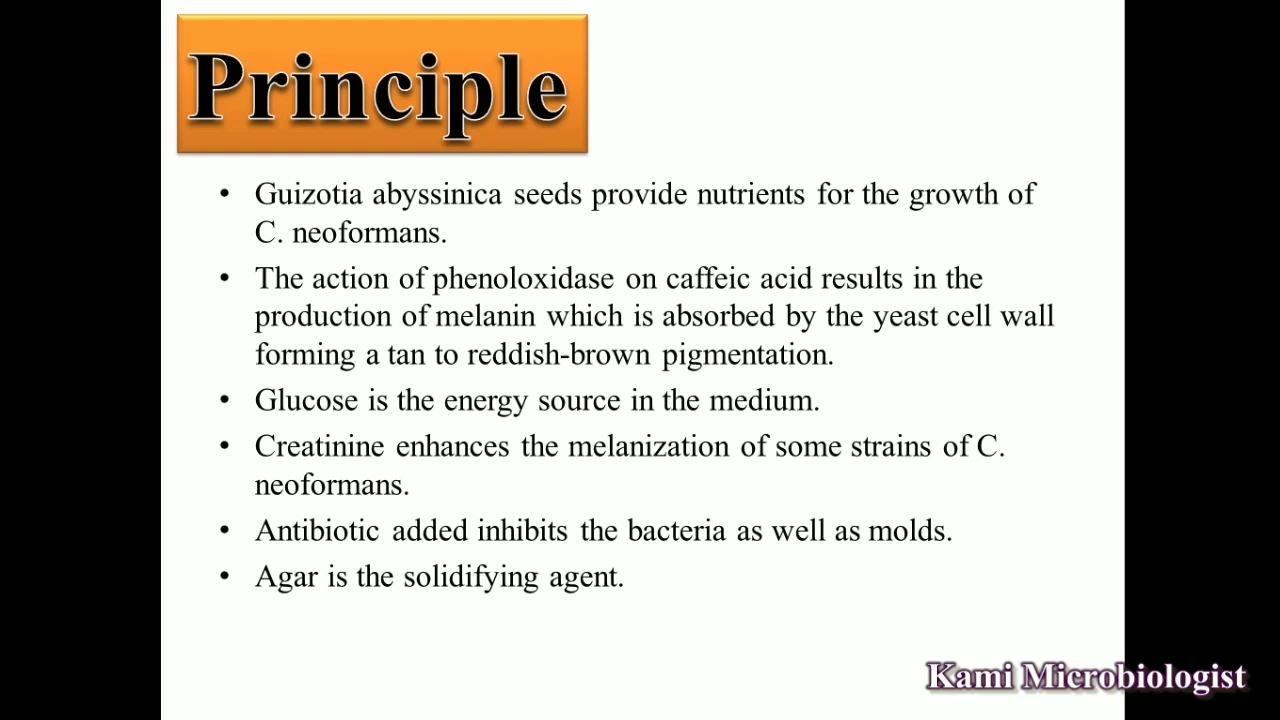 Principle
• Guizotia abyssinica seeds provide nutrients for the growth of
C. neoformans.
• The action of phenoloxidase on caffeic acid results in the
production of melanin which is absorbed by the yeast cell wall
forming a tan to reddish-brown pigmentation.
• Glucose is the energy source in the medium.
• Creatinine enhances the melanization of some strains of C.
neoformans.
• Antibiotic added inhibits the bacteria as well as molds.
• Agar is the solidifying agent.
Kami Microbiologist